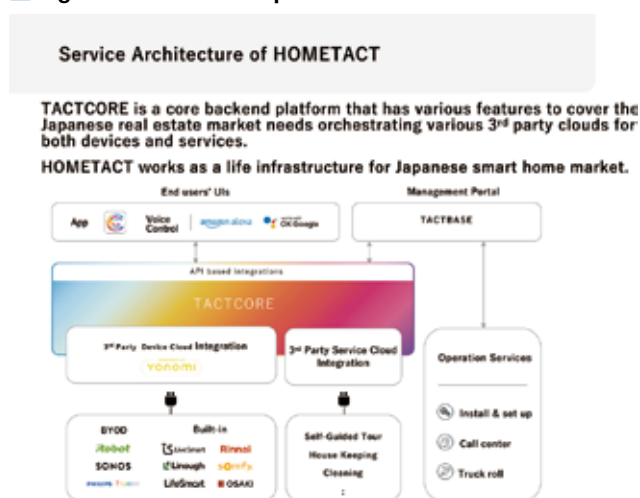 Service Architecture of HOMETACT
TACTCORE is a core backend platform that has various features to cover the
Japanese real estate market needs orchestrating various 3rd party clouds for
both devices and services.
HOMETACT works as a life infrastructure for Japanese smart home market.
End users' UIs
Management Portal
App
Voice
Control
amazon alexa
OK Google
TACTBASE
API based integrations
TACTCORE
3rd Party Device Cloud Integration
yonomi
3rd Party Service Cloud
Integration
Operation Services
BYOD
Built-in
iRobot
LiveSmart
Rinnai
SONOS
Linough
somfy
LifeSmart
OSAKI
Self-Guided Tour
House Keeping
Cleaning
:
Install & set up
Call center
Truck roll